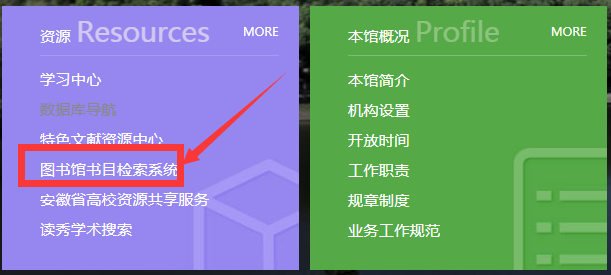 资源 Resources MORE
学习中心
数据库导航
特色文献资源中心
图书馆书目检索系统
安徽省高校资源共享服务
读秀学术搜索
本馆概况 Profile MORE
本馆简介
机构设置
开放时间
工作职责
规章制度
业务工作规范